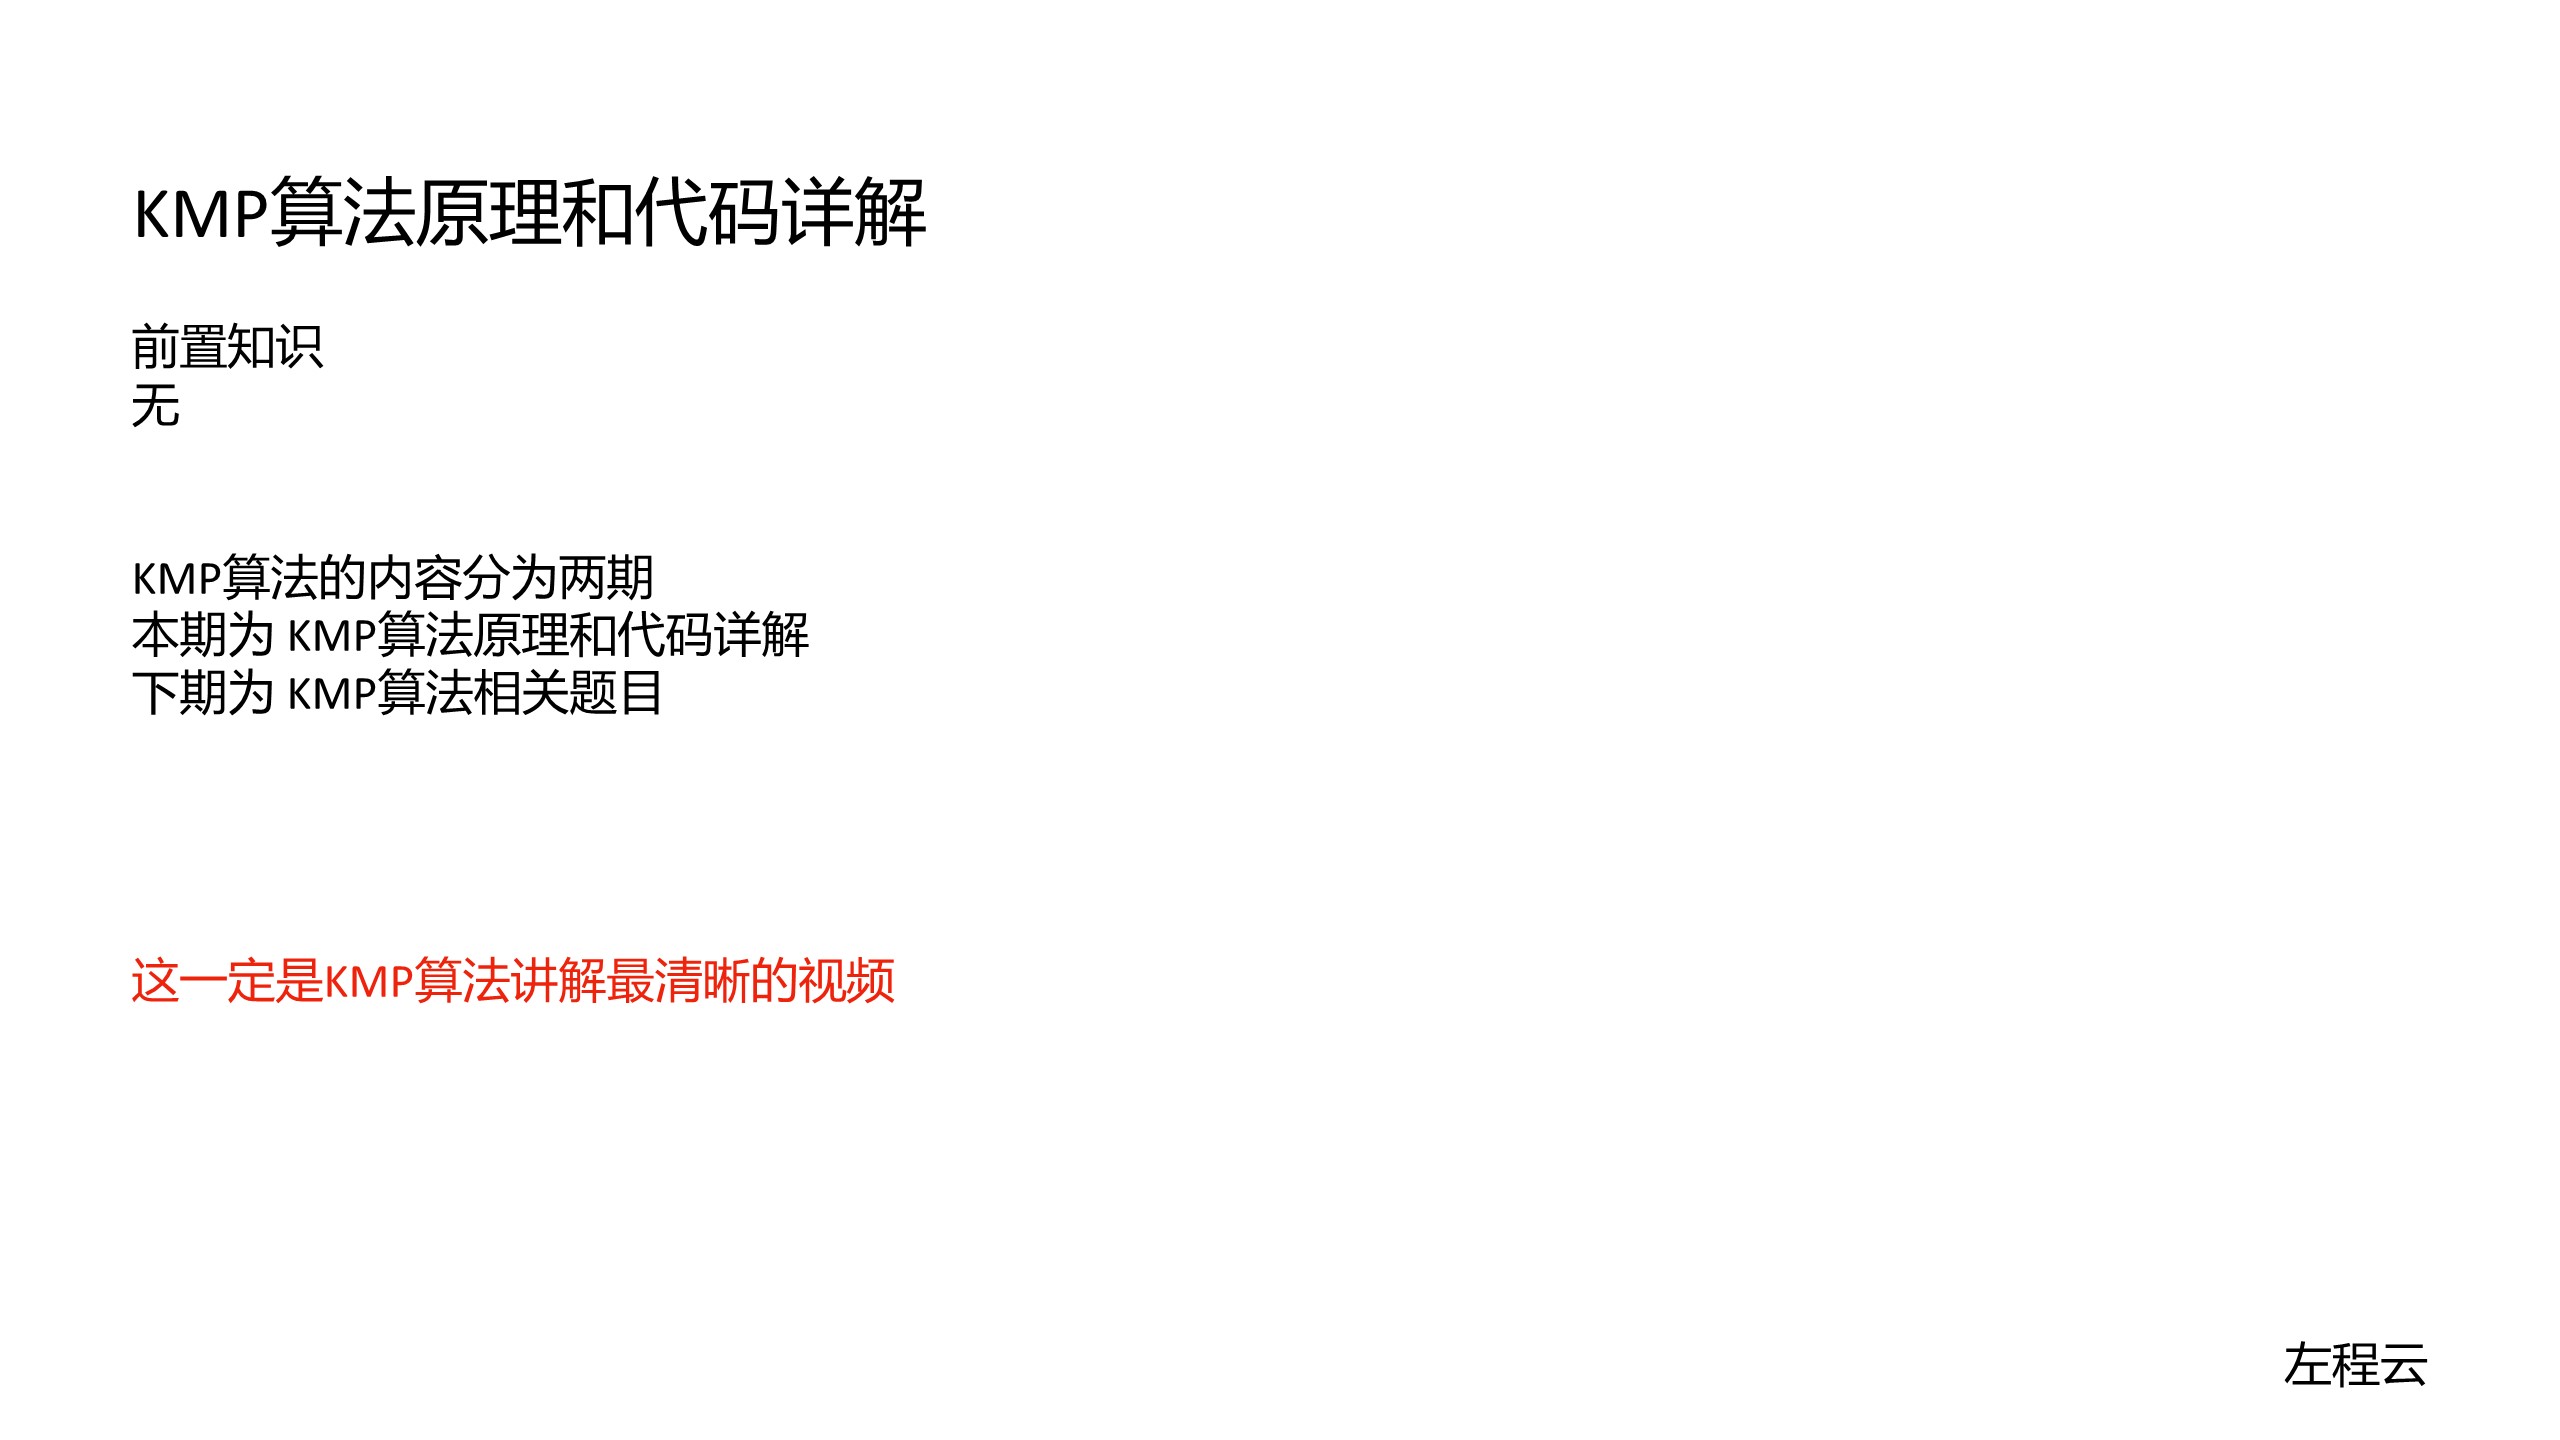 KMP算法原理和代码详解
前置知识
无
KMP算法的内容分为两期
本期为 KMP算法原理和代码详解
下期为 KMP算法相关题目
这一定是KMP算法讲解最清晰的视频
左程云